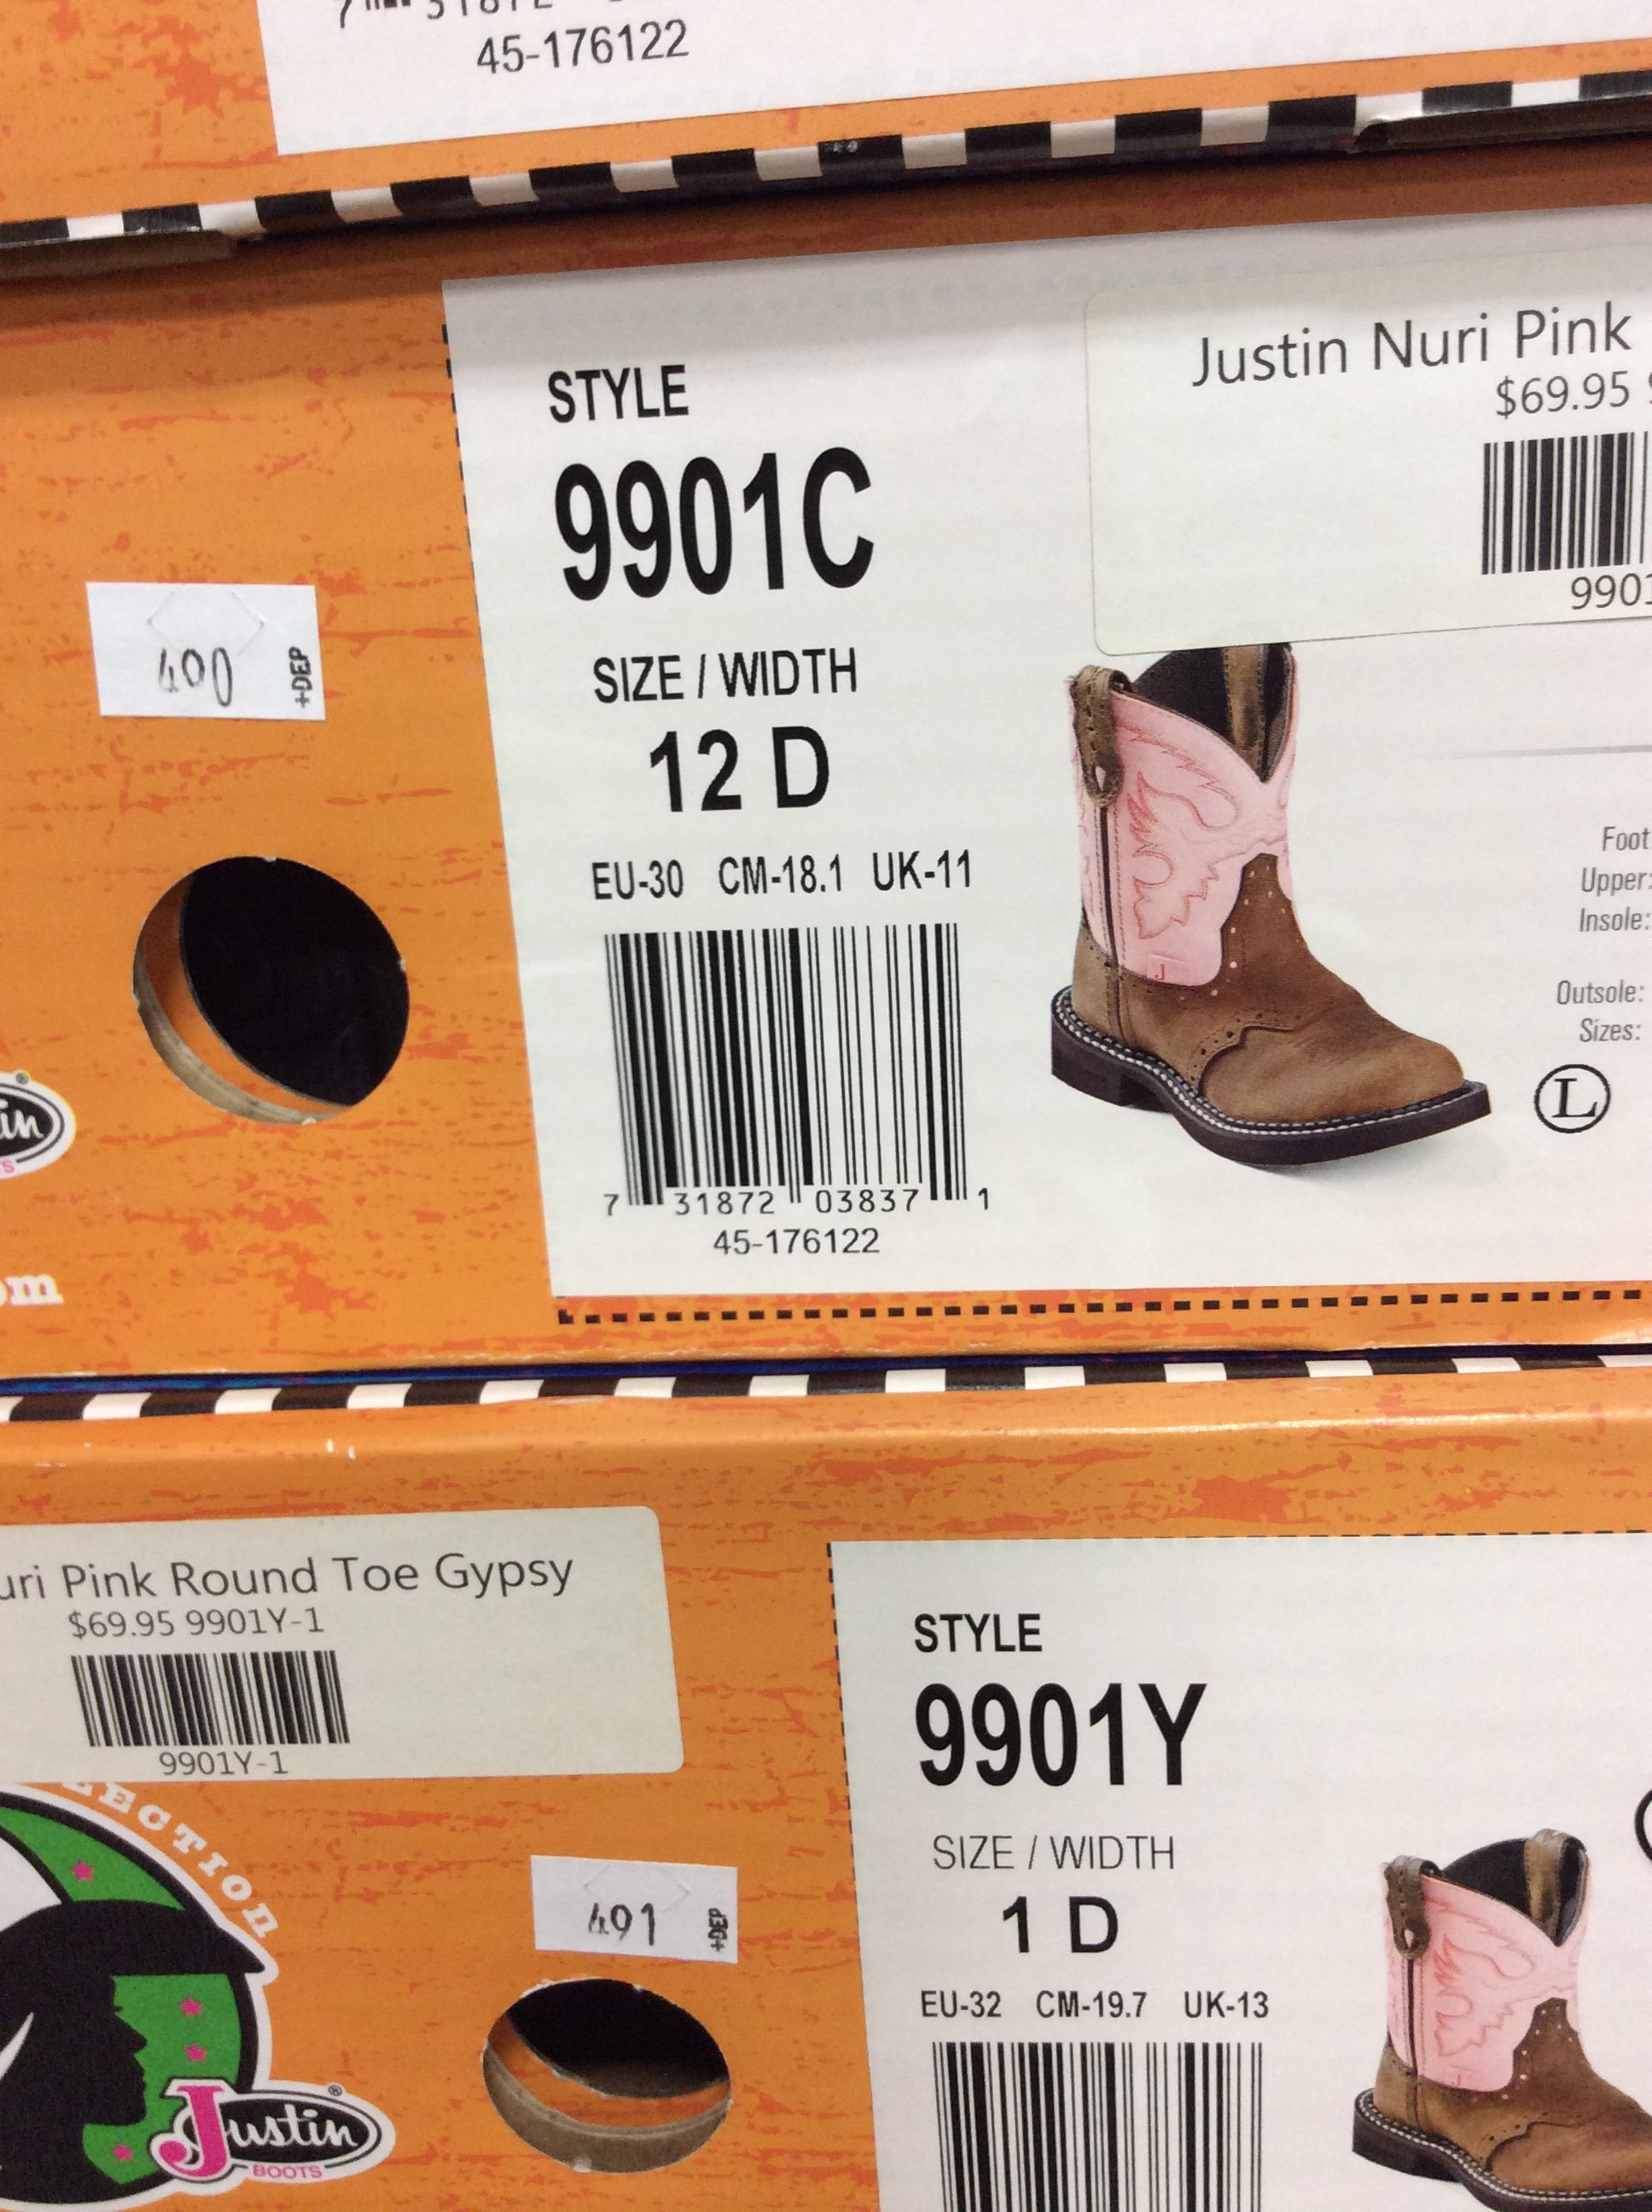 45-176122
Justin Nuri Pink
$69.95
STYLE
9901C
SIZE / WIDTH
12 D
EU-30 CM-18.1 UK-11
7 31872 03837 1
45-176122
+DEP
Foot
Upper:
Insole:
Outsole:
Sizes:
L
uri Pink Round Toe Gypsy
$69.95 9901Y-1
9901Y-1
STYLE
9901Y
SIZE / WIDTH
1 D
EU-32 CM-19.7 UK-13
491
+DEP
Justin
BOOTS